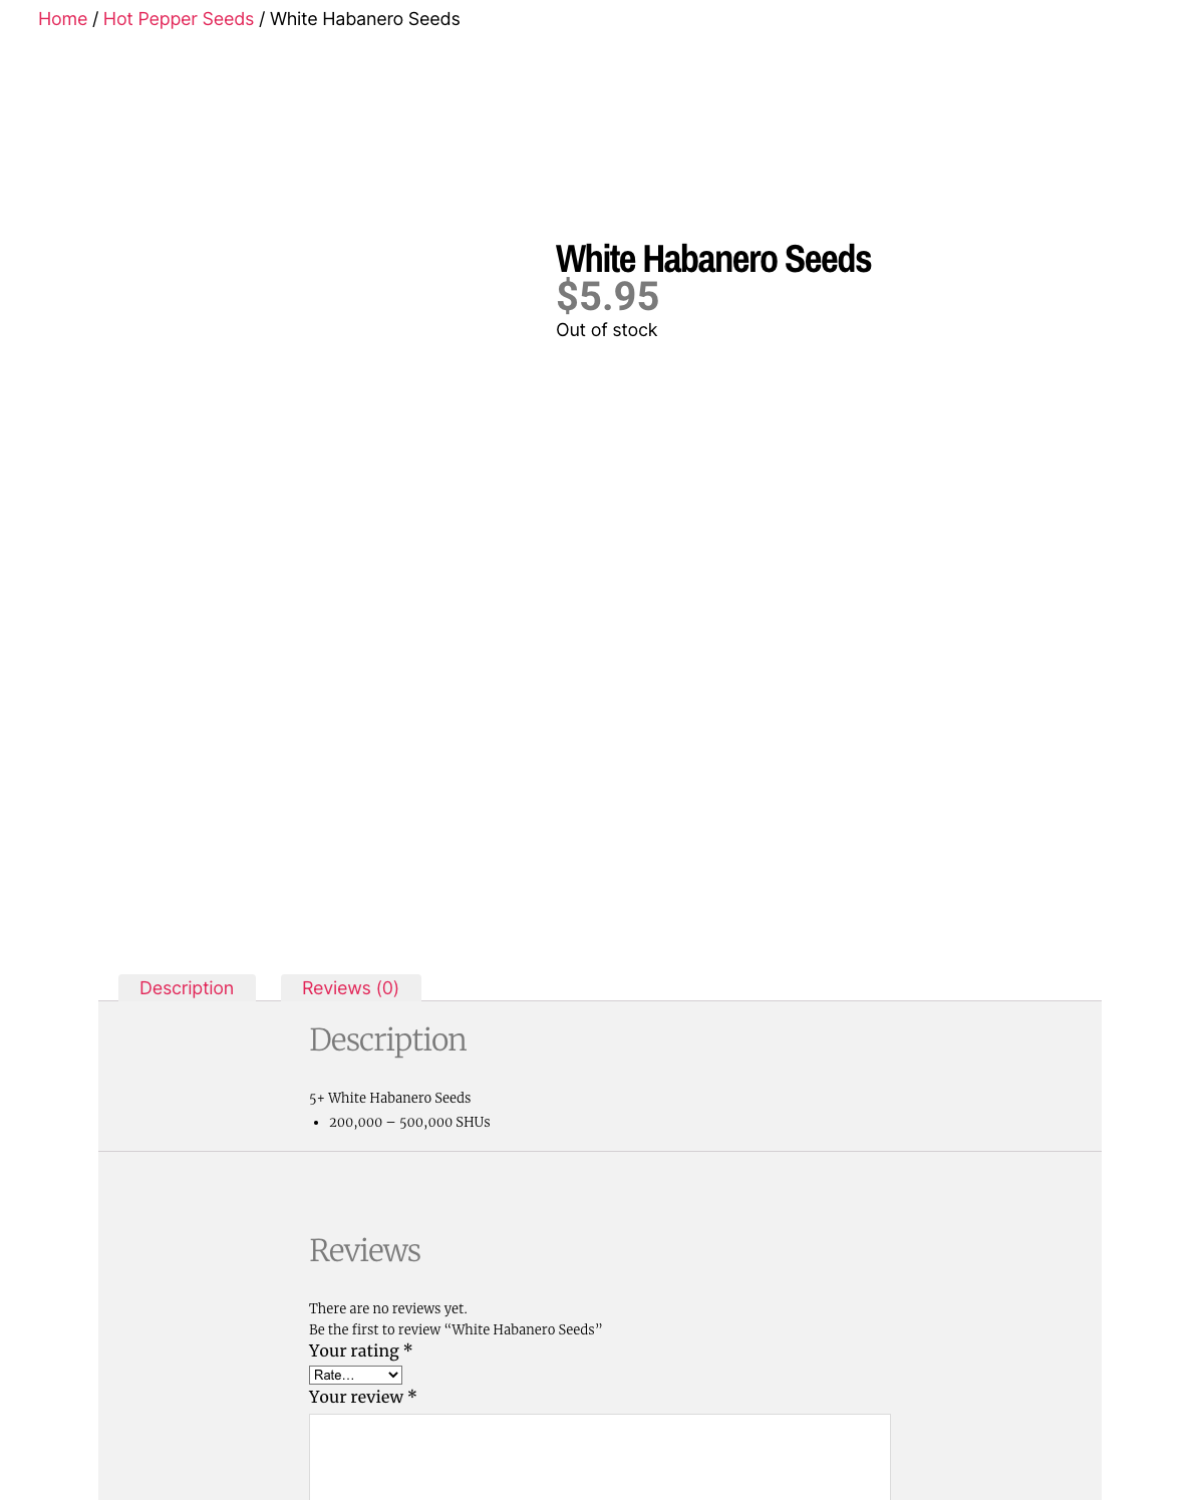 Home / Hot Pepper Seeds / White Habanero Seeds
White Habanero Seeds
$5.95
Out of stock
Description
Reviews (0)
Description
5+ White Habanero Seeds
• 200,000 – 500,000 SHUs
Reviews
There are no reviews yet.
Be the first to review “White Habanero Seeds”
Your rating *
Rate…
Your review *